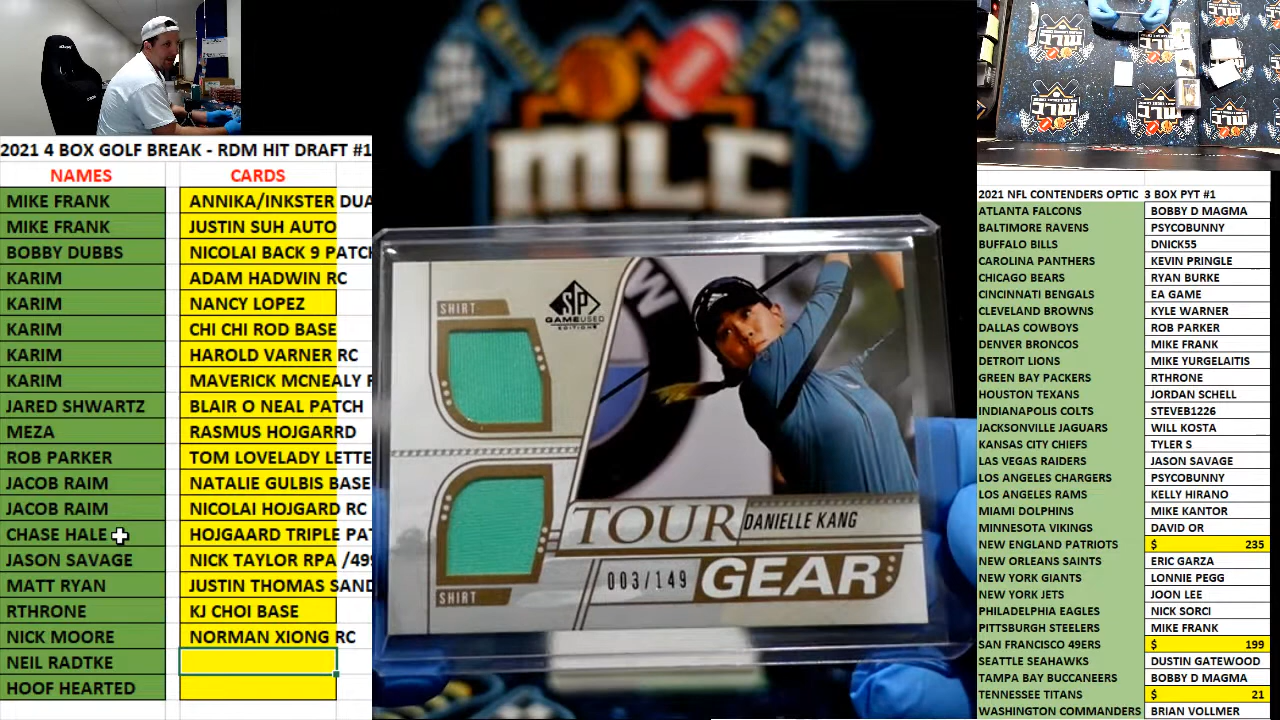 2021 4 BOX GOLF BREAK - RDM HIT DRAFT #1
NAMES CARDS
MIKE FRANK ANNIKA/INKSTER DUA
MIKE FRANK JUSTIN SUH AUTO
BOBBY DUBBS NICOLAI BACK 9 PATCH
KARIM ADAM HADWIN RC
KARIM NANCY LOPEZ
KARIM CHI CHI ROD BASE
KARIM HAROLD VARNER RC
KARIM MAVERICK MCNEALY
JARED SHWARTZ BLAIR O NEAL PATCH
MEZA RASMUS HOJGARRD
ROB PARKER TOM LOVELADY LETTE
JACOB RAIM NATALIE GULBIS BASE
JACOB RAIM NICOLAI HOJGARD RC
CHASE HALE HOJGAARD TRIPLE PAT
JASON SAVAGE NICK TAYLOR RPA /499
MATT RYAN JUSTIN THOMAS SAND
RTHRONE KJ CHOI BASE
NICK MOORE NORMAN XIONG RC
NEIL RADTKE
HOOF HEARTED
MLC
SHIRT
SP
GAME USED
EDITIONS
W
TOUR DANIELLE KANG
003/149 GEAR
SHIRT
2021 NFL CONTENDERS OPTIC 3 BOX PYT #1
ATLANTA FALCONS BOBBY D MAGMA
BALTIMORE RAVENS PSYCOBUNNY
BUFFALO BILLS DNICK55
CAROLINA PANTHERS KEVIN PRINGLE
CHICAGO BEARS RYAN BURKE
CINCINNATI BENGALS EA GAME
CLEVELAND BROWNS KYLE WARNER
DALLAS COWBOYS ROB PARKER
DENVER BRONCOS MIKE FRANK
DETROIT LIONS MIKE YURGELAITIS
GREEN BAY PACKERS RTHRONE
HOUSTON TEXANS JORDAN SCHELL
INDIANAPOLIS COLTS STEVEB1226
JACKSONVILLE JAGUARS WILL KOSTA
KANSAS CITY CHIEFS TYLER S
LAS VEGAS RAIDERS JASON SAVAGE
LOS ANGELES CHARGERS PSYCOBUNNY
LOS ANGELES RAMS KELLY HIRANO
MIAMI DOLPHINS MIKE KANTOR
MINNESOTA VIKINGS DAVID OR
NEW ENGLAND PATRIOTS $ 235
NEW ORLEANS SAINTS ERIC GARZA
NEW YORK GIANTS LONNIE PEGG
NEW YORK JETS JOON LEE
PHILADELPHIA EAGLES NICK SORCI
PITTSBURGH STEELERS MIKE FRANK
SAN FRANCISCO 49ERS $ 199
SEATTLE SEAHAWKS DUSTIN GATEWOOD
TAMPA BAY BUCCANEERS BOBBY D MAGMA
TENNESSEE TITANS $ 21
WASHINGTON COMMANDERS BRIAN VOLLMER